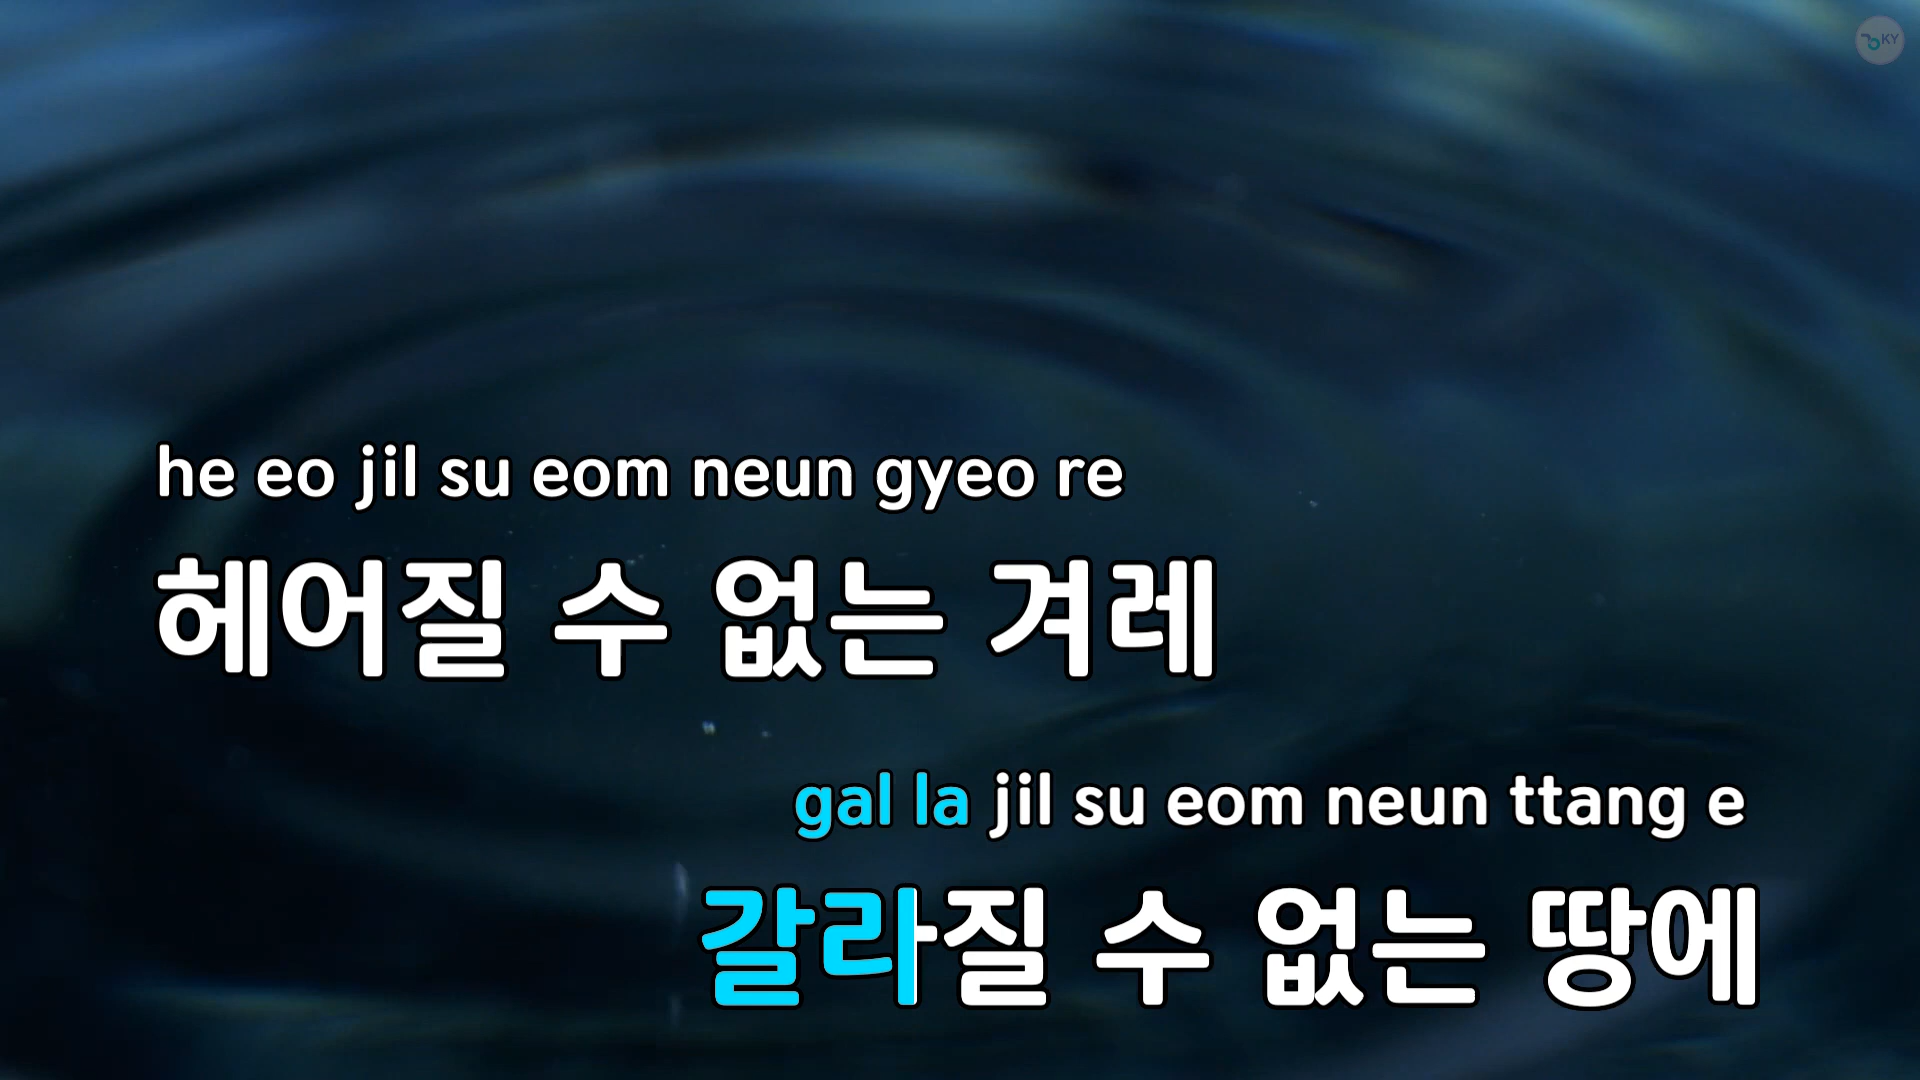 KY
he eo jil su eom neun gyeo re
헤어질 수 없는 겨레
gal la jil su eom neun ttang e
갈라질 수 없는 땅에